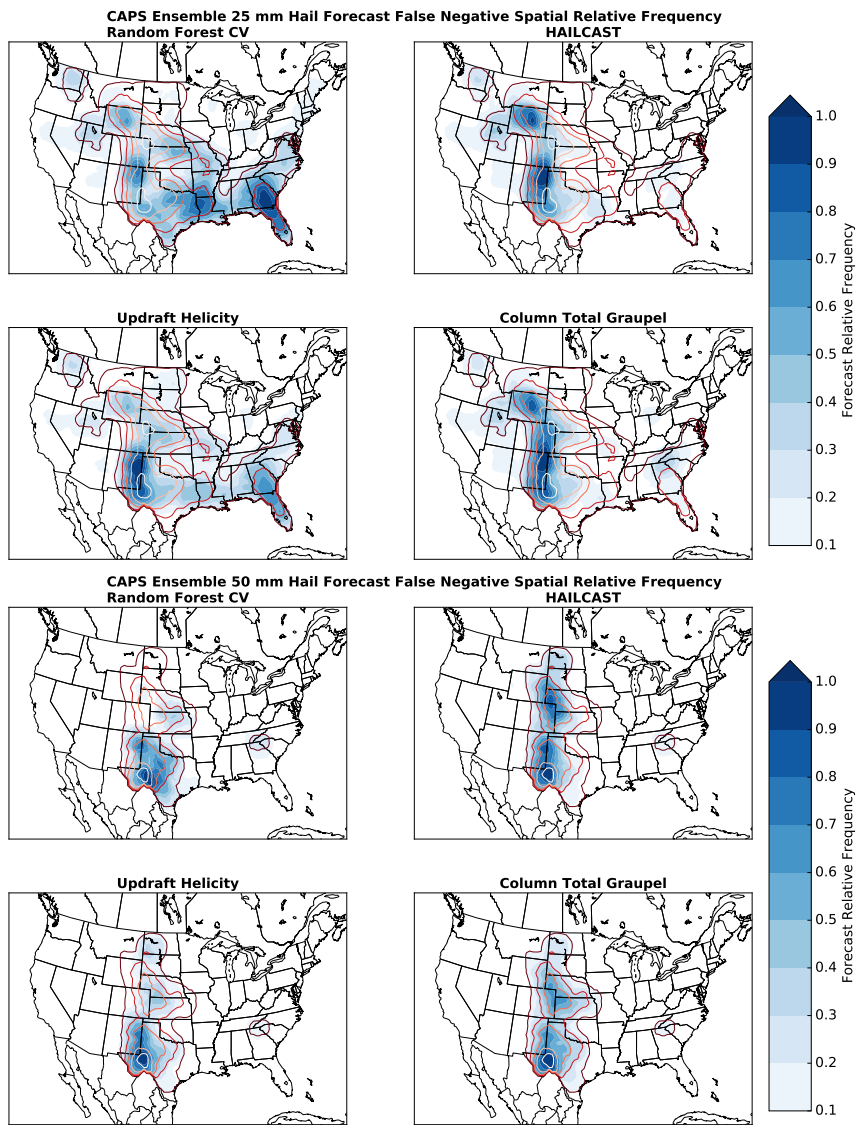 CAPS Ensemble 25 mm Hail Forecast False Negative Spatial Relative Frequency
Random Forest CV
HAILCAST
Updraft Helicity
Column Total Graupel
1.0
0.9
0.8
0.7
0.6
0.5
0.4
0.3
0.2
0.1
Forecast Relative Frequency
CAPS Ensemble 50 mm Hail Forecast False Negative Spatial Relative Frequency
Random Forest CV
HAILCAST
Updraft Helicity
Column Total Graupel
1.0
0.9
0.8
0.7
0.6
0.5
0.4
0.3
0.2
0.1
Forecast Relative Frequency